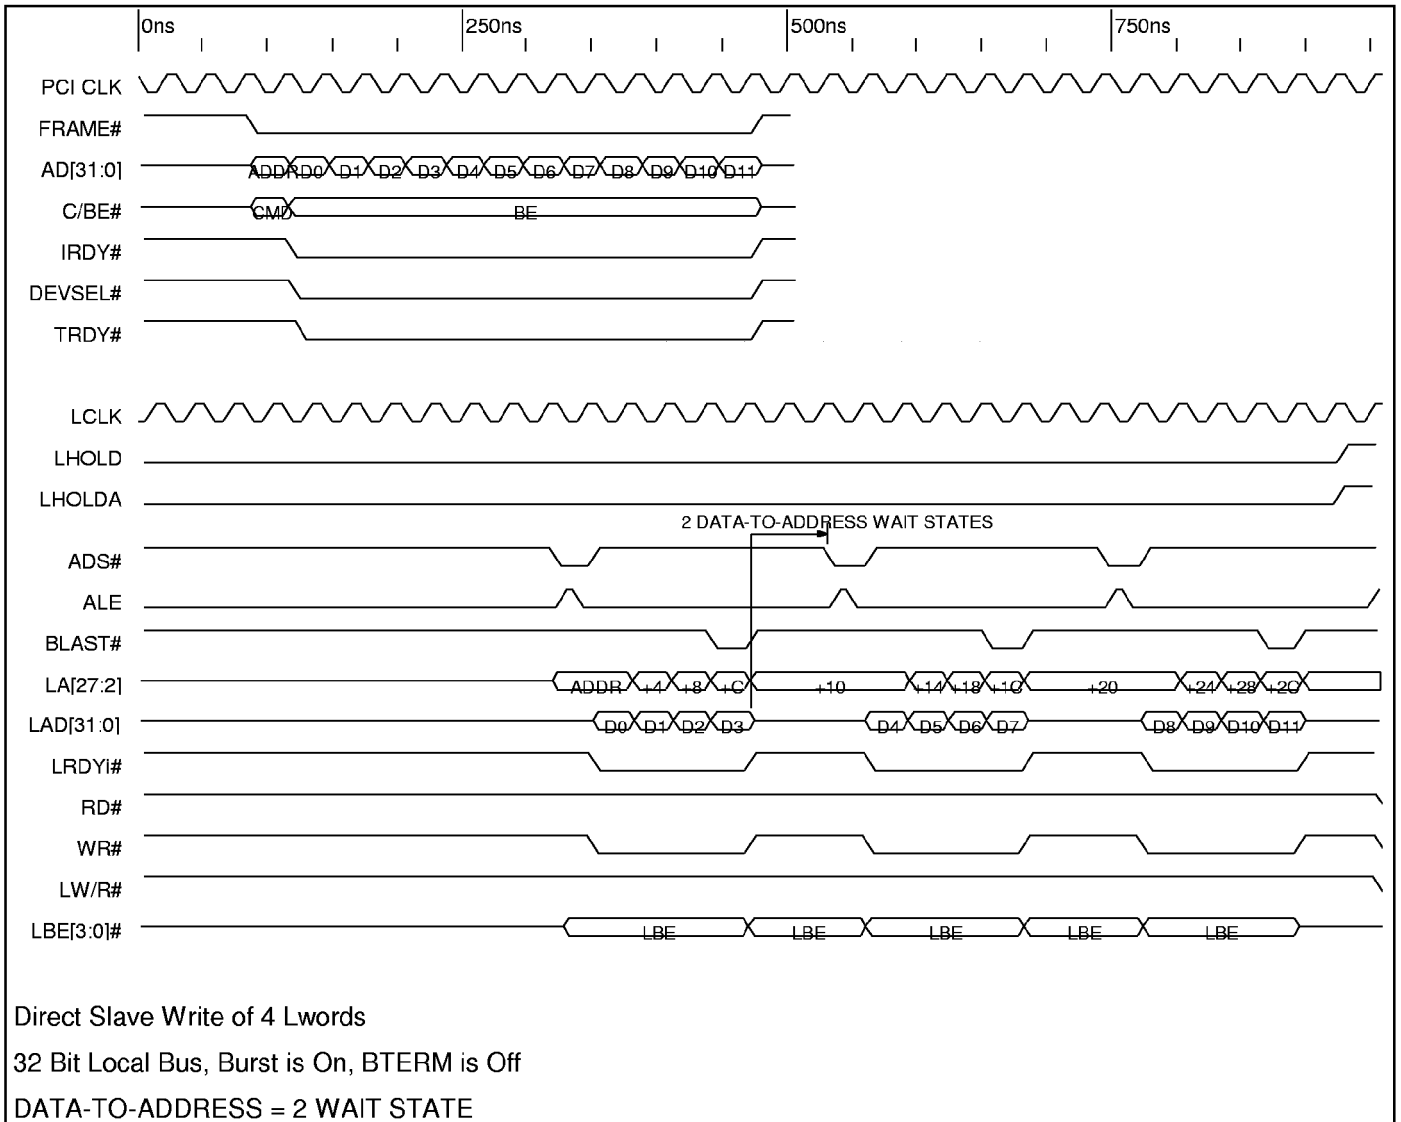 0ns 250ns 500ns 750ns
PCI CLK
FRAME#
AD[31:0] ADDR D0 D1 D2 D3 D4 D5 D6 D7 D8 D9 D10 D11
C/BE# CMD BE
IRDY#
DEVSEL#
TRDY#
LCLK
LHOLD
LHOLDA
2 DATA-TO-ADDRESS WAIT STATES
ADS#
ALE
BLAST#
LA[27:2] ADDR +4 +8 +C +10 +14 +18 +1C +20 +24 +28 +2C
LAD[31:0] D0 D1 D2 D3 D4 D5 D6 D7 D8 D9 D10 D11
LRDYi#
RD#
WR#
LW/R#
LBE[3:0]# LBE LBE LBE LBE LBE
Direct Slave Write of 4 Lwords
32 Bit Local Bus, Burst is On, BTERM is Off
DATA-TO-ADDRESS = 2 WAIT STATE